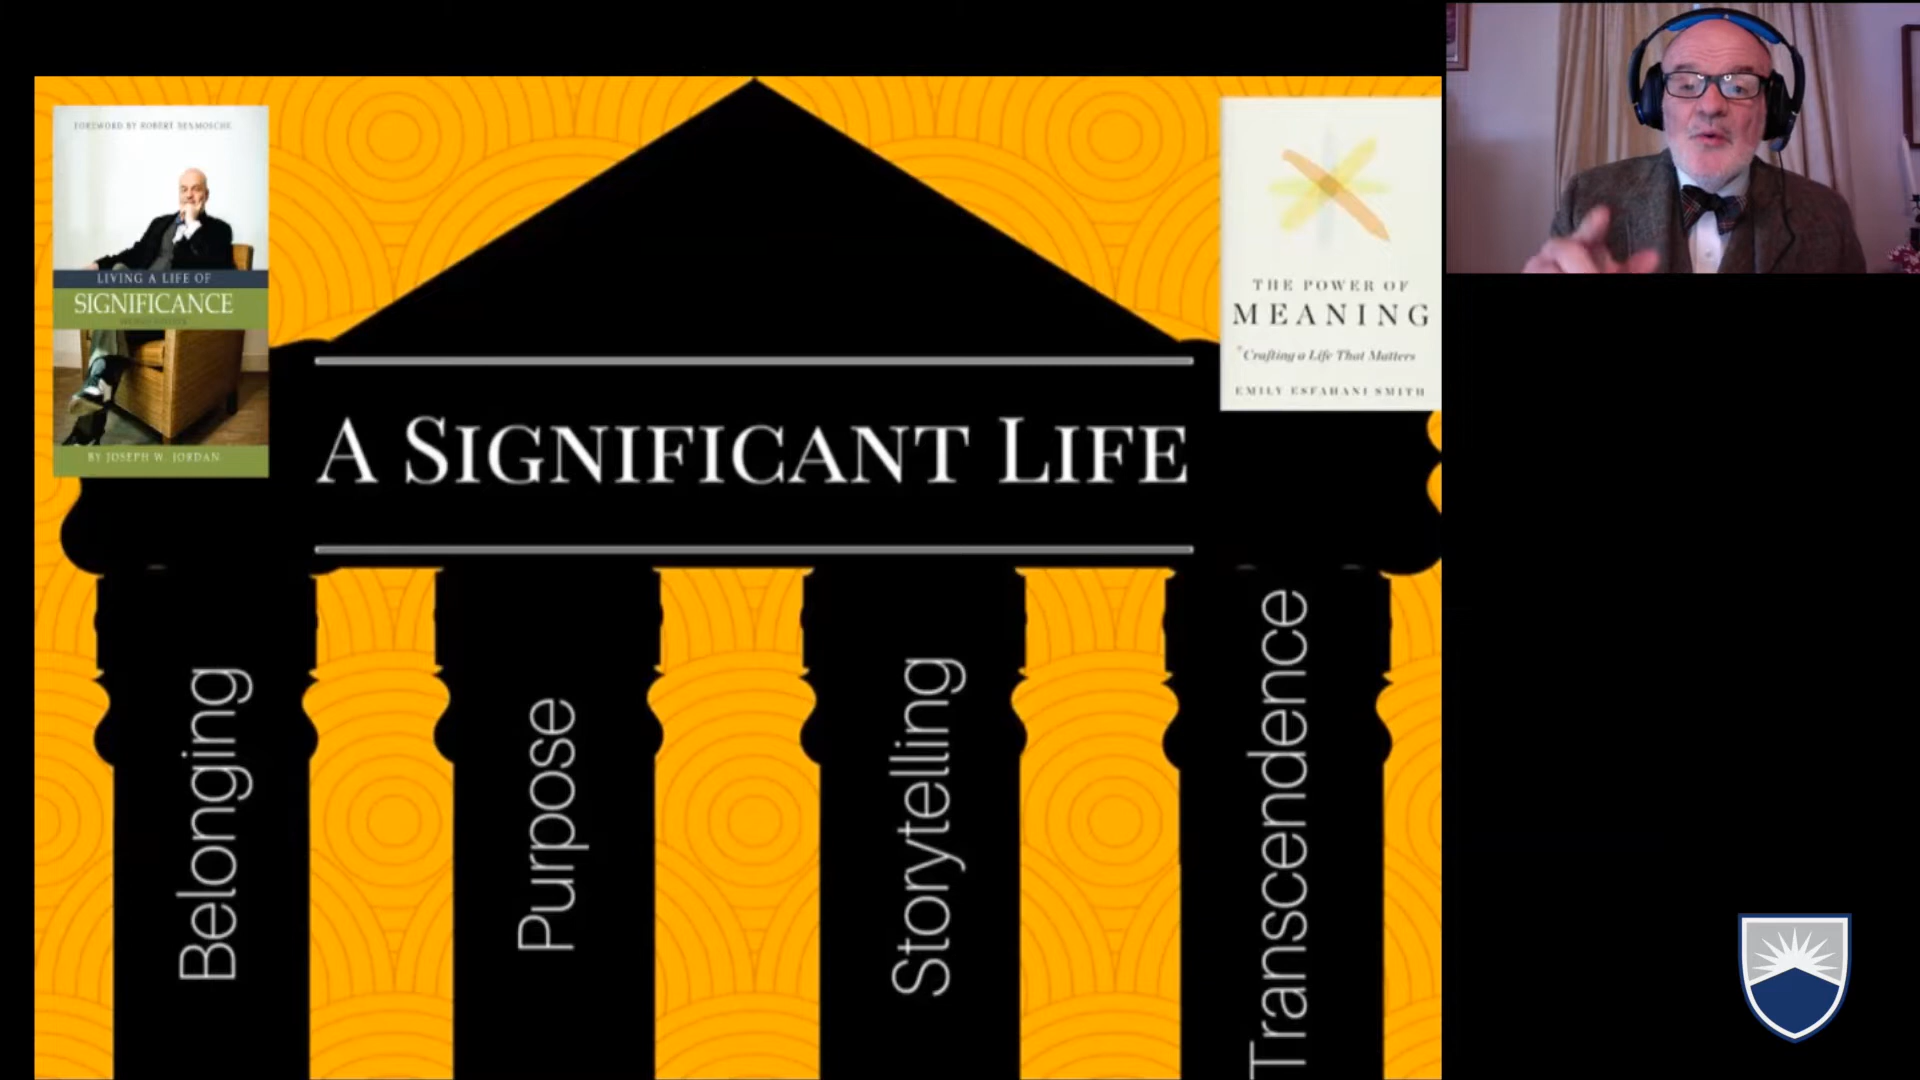 FOREWORD BY ROBERT BENMOSCHE
LIVING A LIFE OF
SIGNIFICANCE
BY JOSEPH W. JORDAN
THE POWER OF
MEANING
Crafting a Life That Matters
EMILY ESFAHANI SMITH
A SIGNIFICANT LIFE
Belonging
Purpose
Storytelling
Transcendence